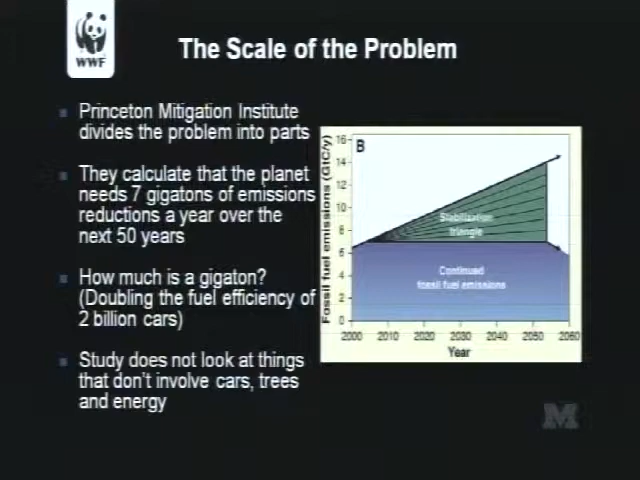 WWF
The Scale of the Problem
Princeton Mitigation Institute
divides the problem into parts
They calculate that the planet
needs 7 gigatons of emissions
reductions a year over the
next 50 years
How much is a gigaton?
(Doubling the fuel efficiency of
2 billion cars)
Study does not look at things
that don't involve cars, trees
and energy
B
Fossil fuel emissions (GtC/y)
16
14
12
10
8
6
4
2
0
Stabilization
triangle
Continued
fossil fuel emissions
2000 2010 2020 2030 2040 2050 2060
Year
M